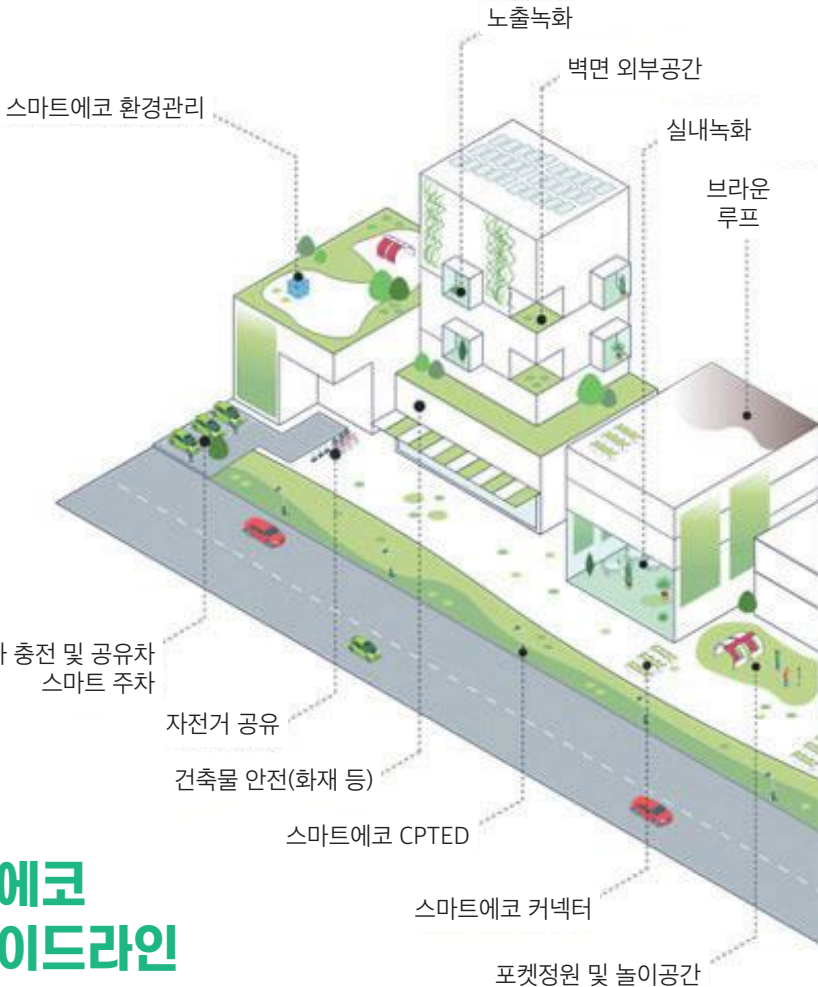 노출녹화
벽면 외부공간
스마트에코 환경관리
실내녹화
브라운
루프
충전 및 공유차
스마트 주차
자전거 공유
건축물 안전(화재 등)
스마트에코 CPTED
에코
이드라인
스마트에코 커넥터
포켓정원 및 놀이공간